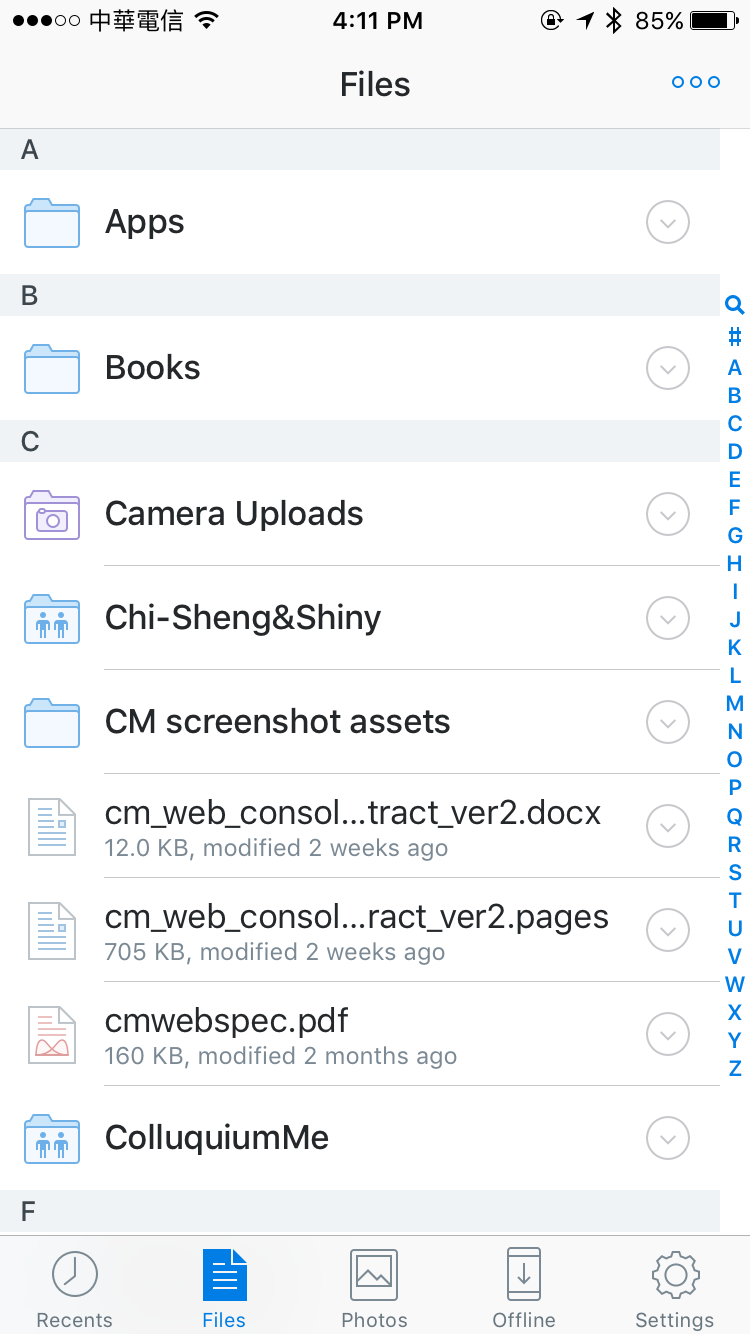 中華電信 4:11 PM 85%
Files
A
Apps
B
Books
C
Camera Uploads
Chi-Sheng&Shiny
CM screenshot assets
cm_web_consol...tract_ver2.docx
12.0 KB, modified 2 weeks ago
cm_web_consol...ract_ver2.pages
705 KB, modified 2 weeks ago
cmwebspec.pdf
160 KB, modified 2 months ago
ColluquiumMe
F
#
A
B
C
D
E
F
G
H
I
J
K
L
M
N
O
P
Q
R
S
T
U
V
W
X
Y
Z
Recents Files Photos Offline Settings